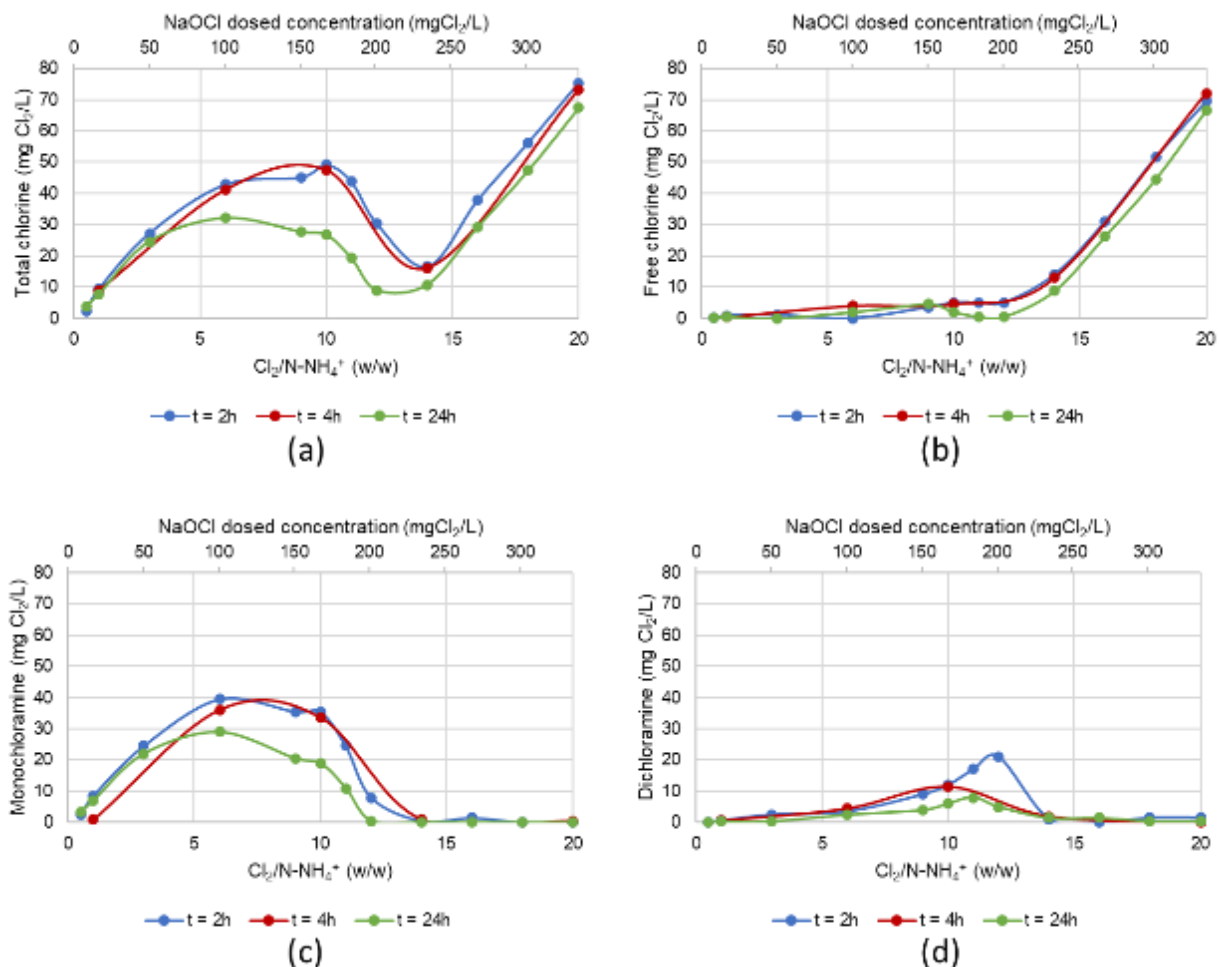 NaOCl dosed concentration (mgCl₂/L)
0 50 100 150 200 250 300
Total chlorine (mg Cl₂/L)
80
70
60
50
40
30
20
10
0
0 5 10 15 20
Cl₂/N-NH₄⁺ (w/w)
t = 2h t = 4h t = 24h
(a)
NaOCl dosed concentration (mgCl₂/L)
0 50 100 150 200 250 300
Free chlorine (mg Cl₂/L)
80
70
60
50
40
30
20
10
0
0 5 10 15 20
Cl₂/N-NH₄⁺ (w/w)
t = 2h t = 4h t = 24h
(b)
NaOCl dosed concentration (mgCl₂/L)
0 50 100 150 200 250 300
Monochloramine (mg Cl₂/L)
80
70
60
50
40
30
20
10
0
0 5 10 15 20
Cl₂/N-NH₄⁺ (w/w)
t = 2h t = 4h t = 24h
(c)
NaOCl dosed concentration (mgCl₂/L)
0 50 100 150 200 250 300
Dichloramine (mg Cl₂/L)
80
70
60
50
40
30
20
10
0
0 5 10 15 20
Cl₂/N-NH₄⁺ (w/w)
t = 2h t = 4h t = 24h
(d)